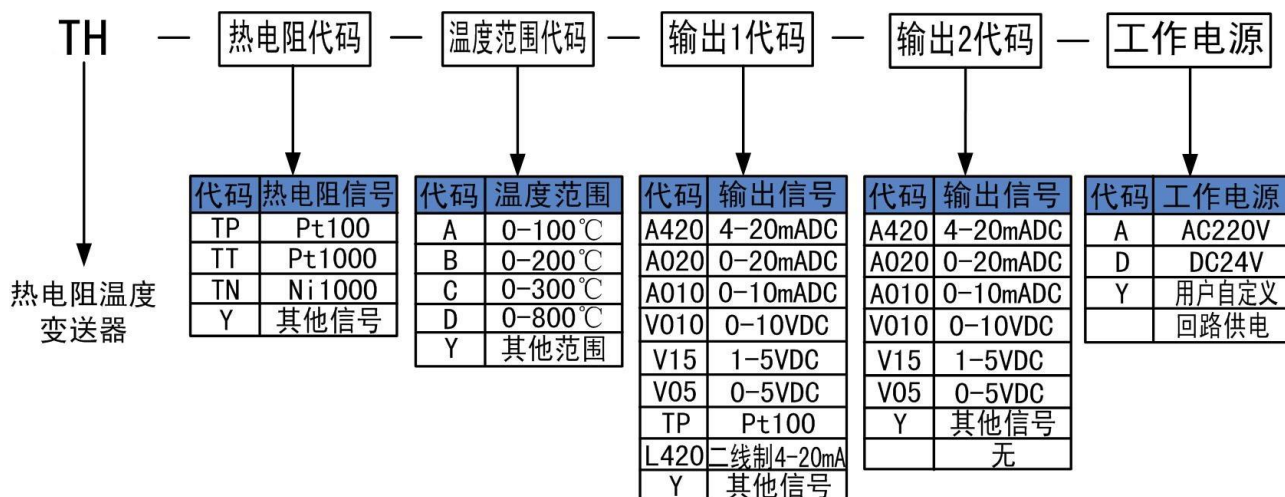 TH — 热电阻代码 — 温度范围代码 — 输出1代码 — 输出2代码 — 工作电源
热电阻温度
变送器
代码 热电阻信号
TP Pt100
TT Pt1000
TN Ni1000
Y 其他信号
代码 温度范围
A 0-100℃
B 0-200℃
C 0-300℃
D 0-800℃
Y 其他范围
代码 输出信号
A420 4-20mADC
A020 0-20mADC
A010 0-10mADC
V010 0-10VDC
V15 1-5VDC
V05 0-5VDC
TP Pt100
L420 二线制4-20mA
Y 其他信号
代码 输出信号
A420 4-20mADC
A020 0-20mADC
A010 0-10mADC
V010 0-10VDC
V15 1-5VDC
V05 0-5VDC
Y 其他信号
无
代码 工作电源
A AC220V
D DC24V
Y 用户自定义
回路供电